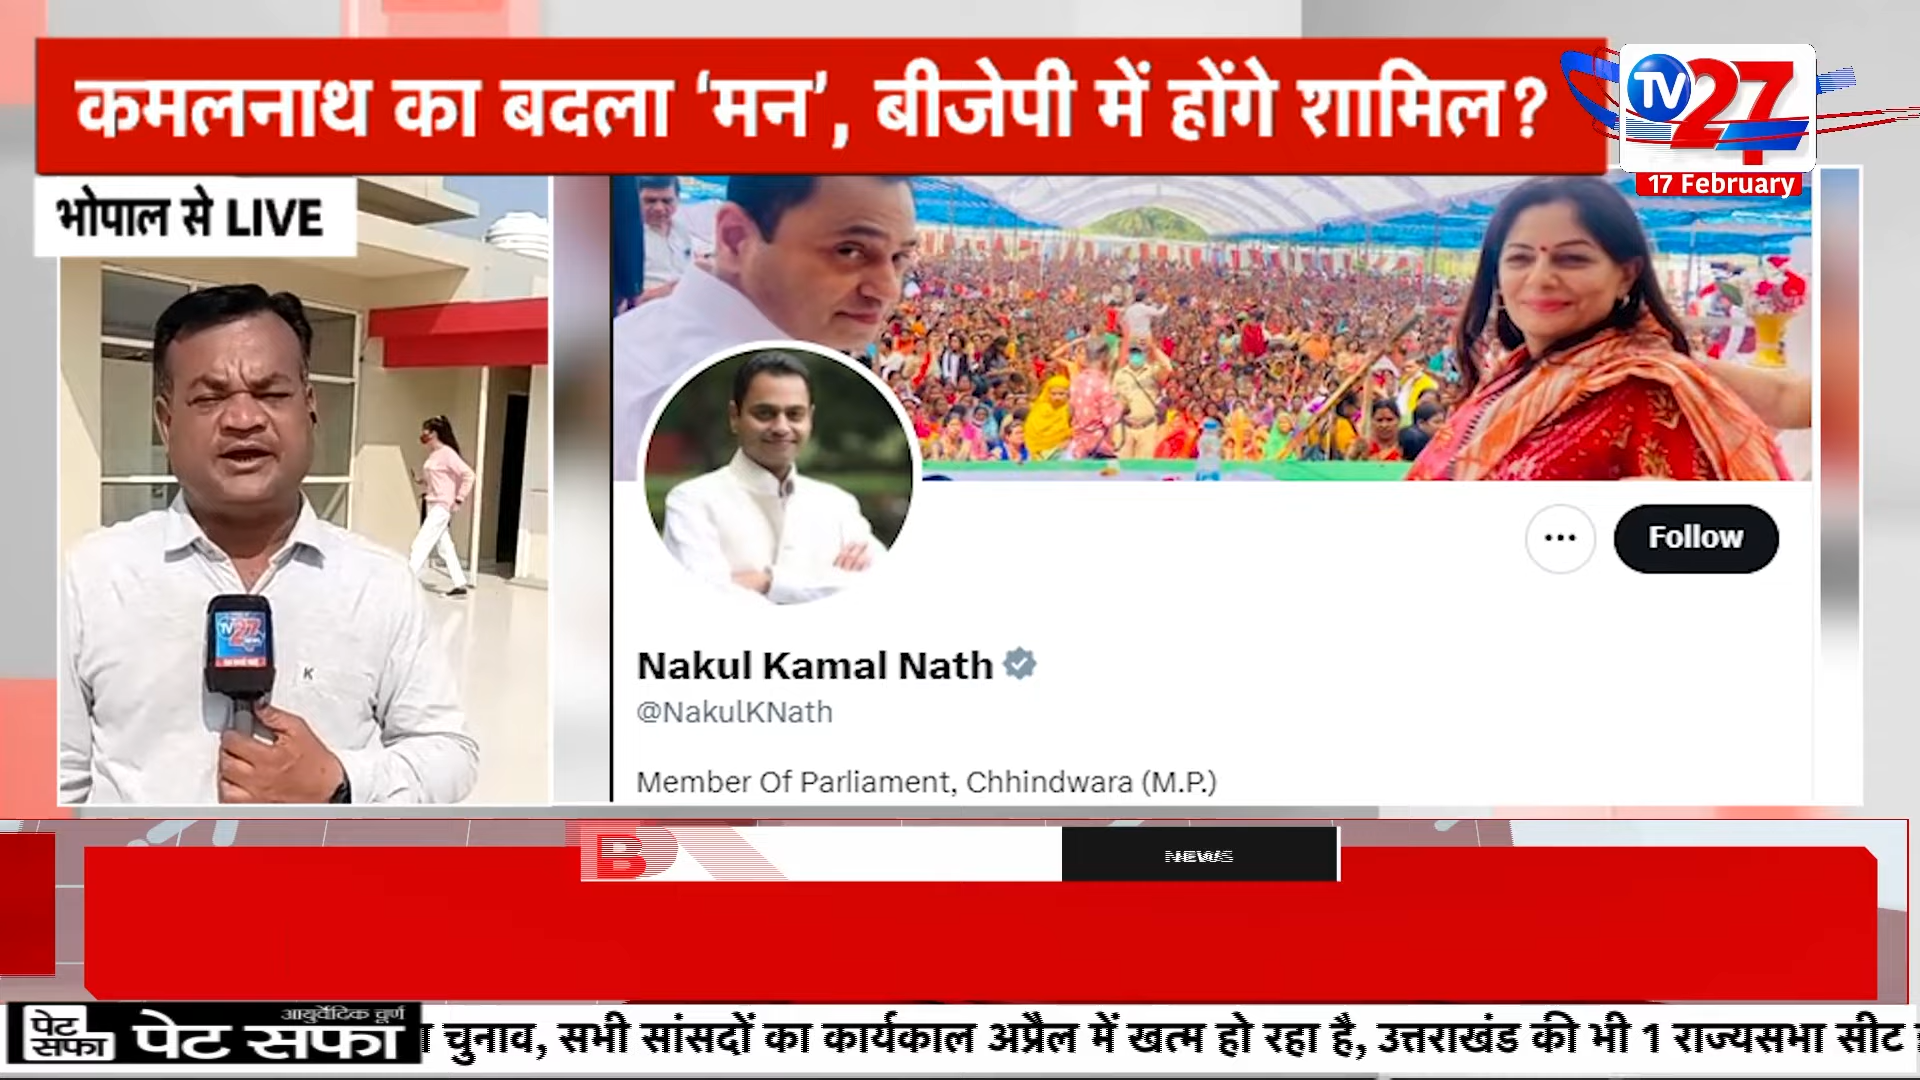 कमलनाथ का बदला ‘मन’, बीजेपी में होंगे शामिल?
TV27
17 February
भोपाल से LIVE
TV27
K
Follow
Nakul Kamal Nath
@NakulKNath
Member Of Parliament, Chhindwara (M.P.)
B
NEWS
पेट सफा
आयुर्वेदिक चूर्ण
पेट सफा
चुनाव, सभी सांसदों का कार्यकाल अप्रैल में खत्म हो रहा है, उत्तराखंड की भी 1 राज्यसभा सीट